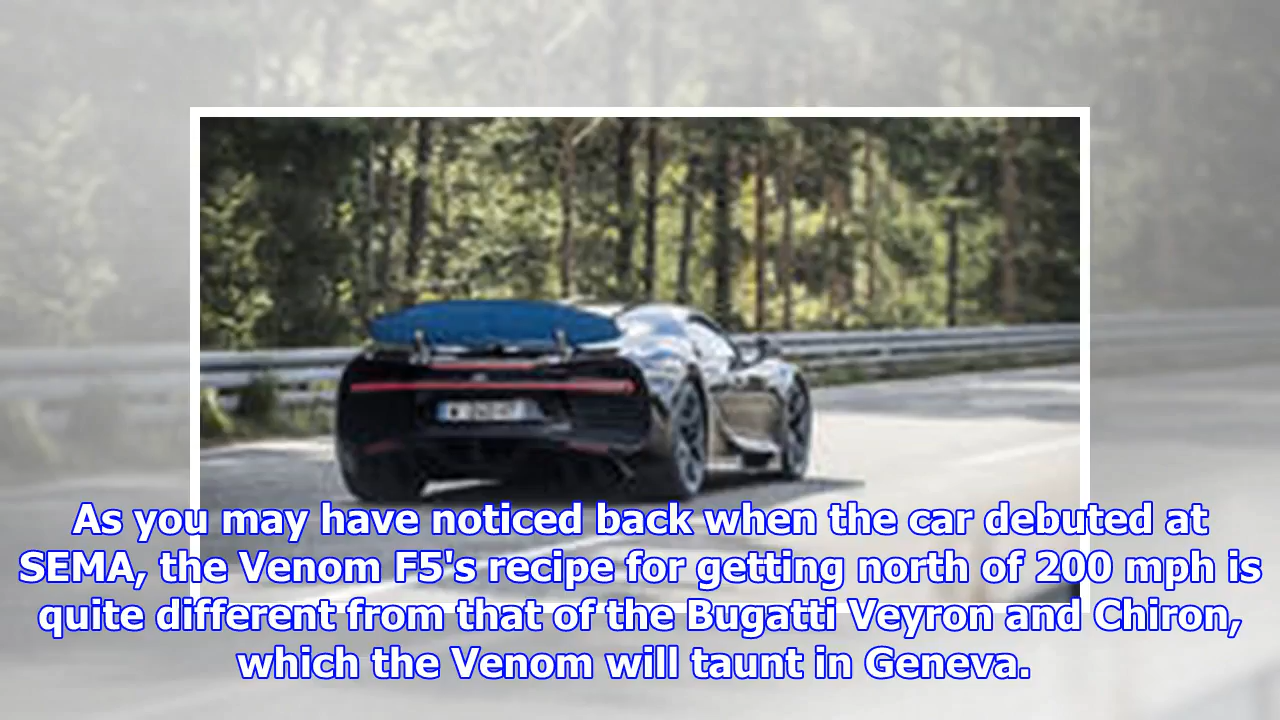 As you may have noticed back when the car debuted at
SEMA, the Venom F5's recipe for getting north of 200 mph is
quite different from that of the Bugatti Veyron and Chiron,
which the Venom will taunt in Geneva.